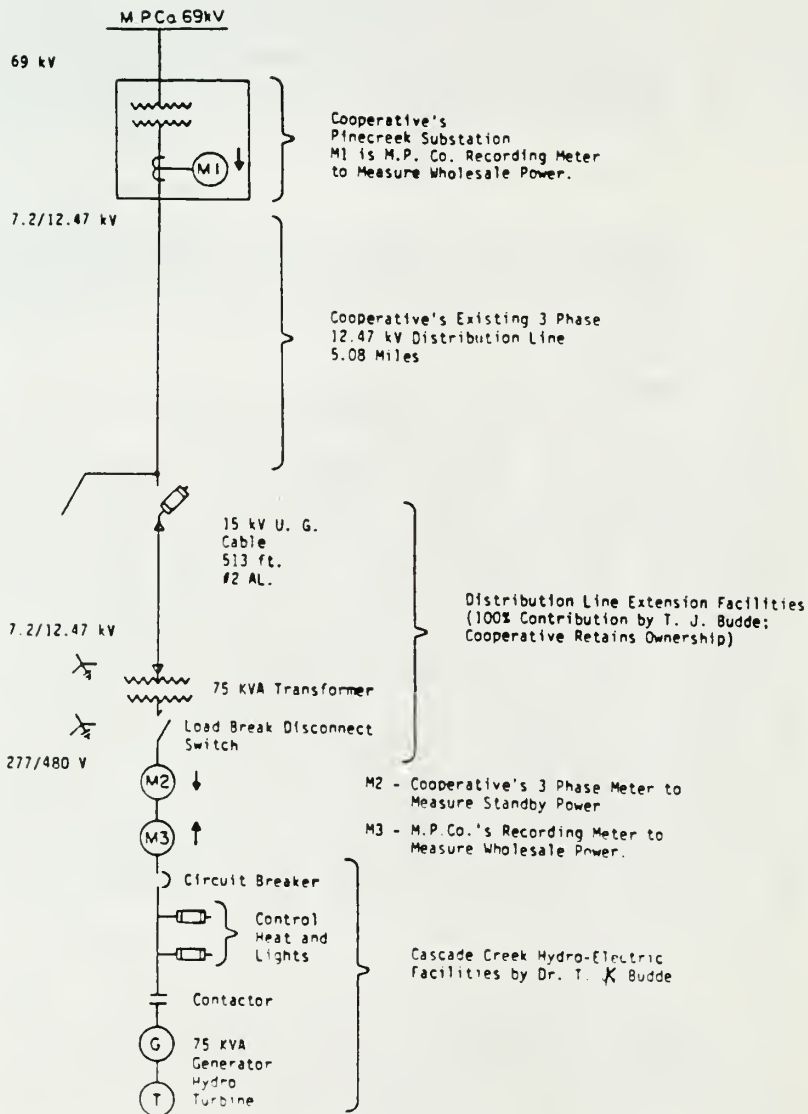 M.P.Co 69kV
69 kV
M1
Cooperative's
Pinecreek Substation
M1 is M.P. Co. Recording Meter
to Measure Wholesale Power.
7.2/12.47 kV
Cooperative's Existing 3 Phase
12.47 kV Distribution Line
5.08 Miles
15 kV U. G.
Cable
513 ft.
#2 AL.
Distribution Line Extension Facilities
(100% Contribution by T. J. Budde;
Cooperative Retains Ownership)
7.2/12.47 kV
75 KVA Transformer
Load Break Disconnect
Switch
277/480 V
M2
M2 - Cooperative's 3 Phase Meter to
Measure Standby Power
M3
M3 - M.P.Co.'s Recording Meter to
Measure Wholesale Power.
Circuit Breaker
Control
Heat and
Lights
Cascade Creek Hydro-Electric
Facilities by Dr. T. K Budde
Contactor
G
75 KVA
Generator
Hydro
Turbine
T